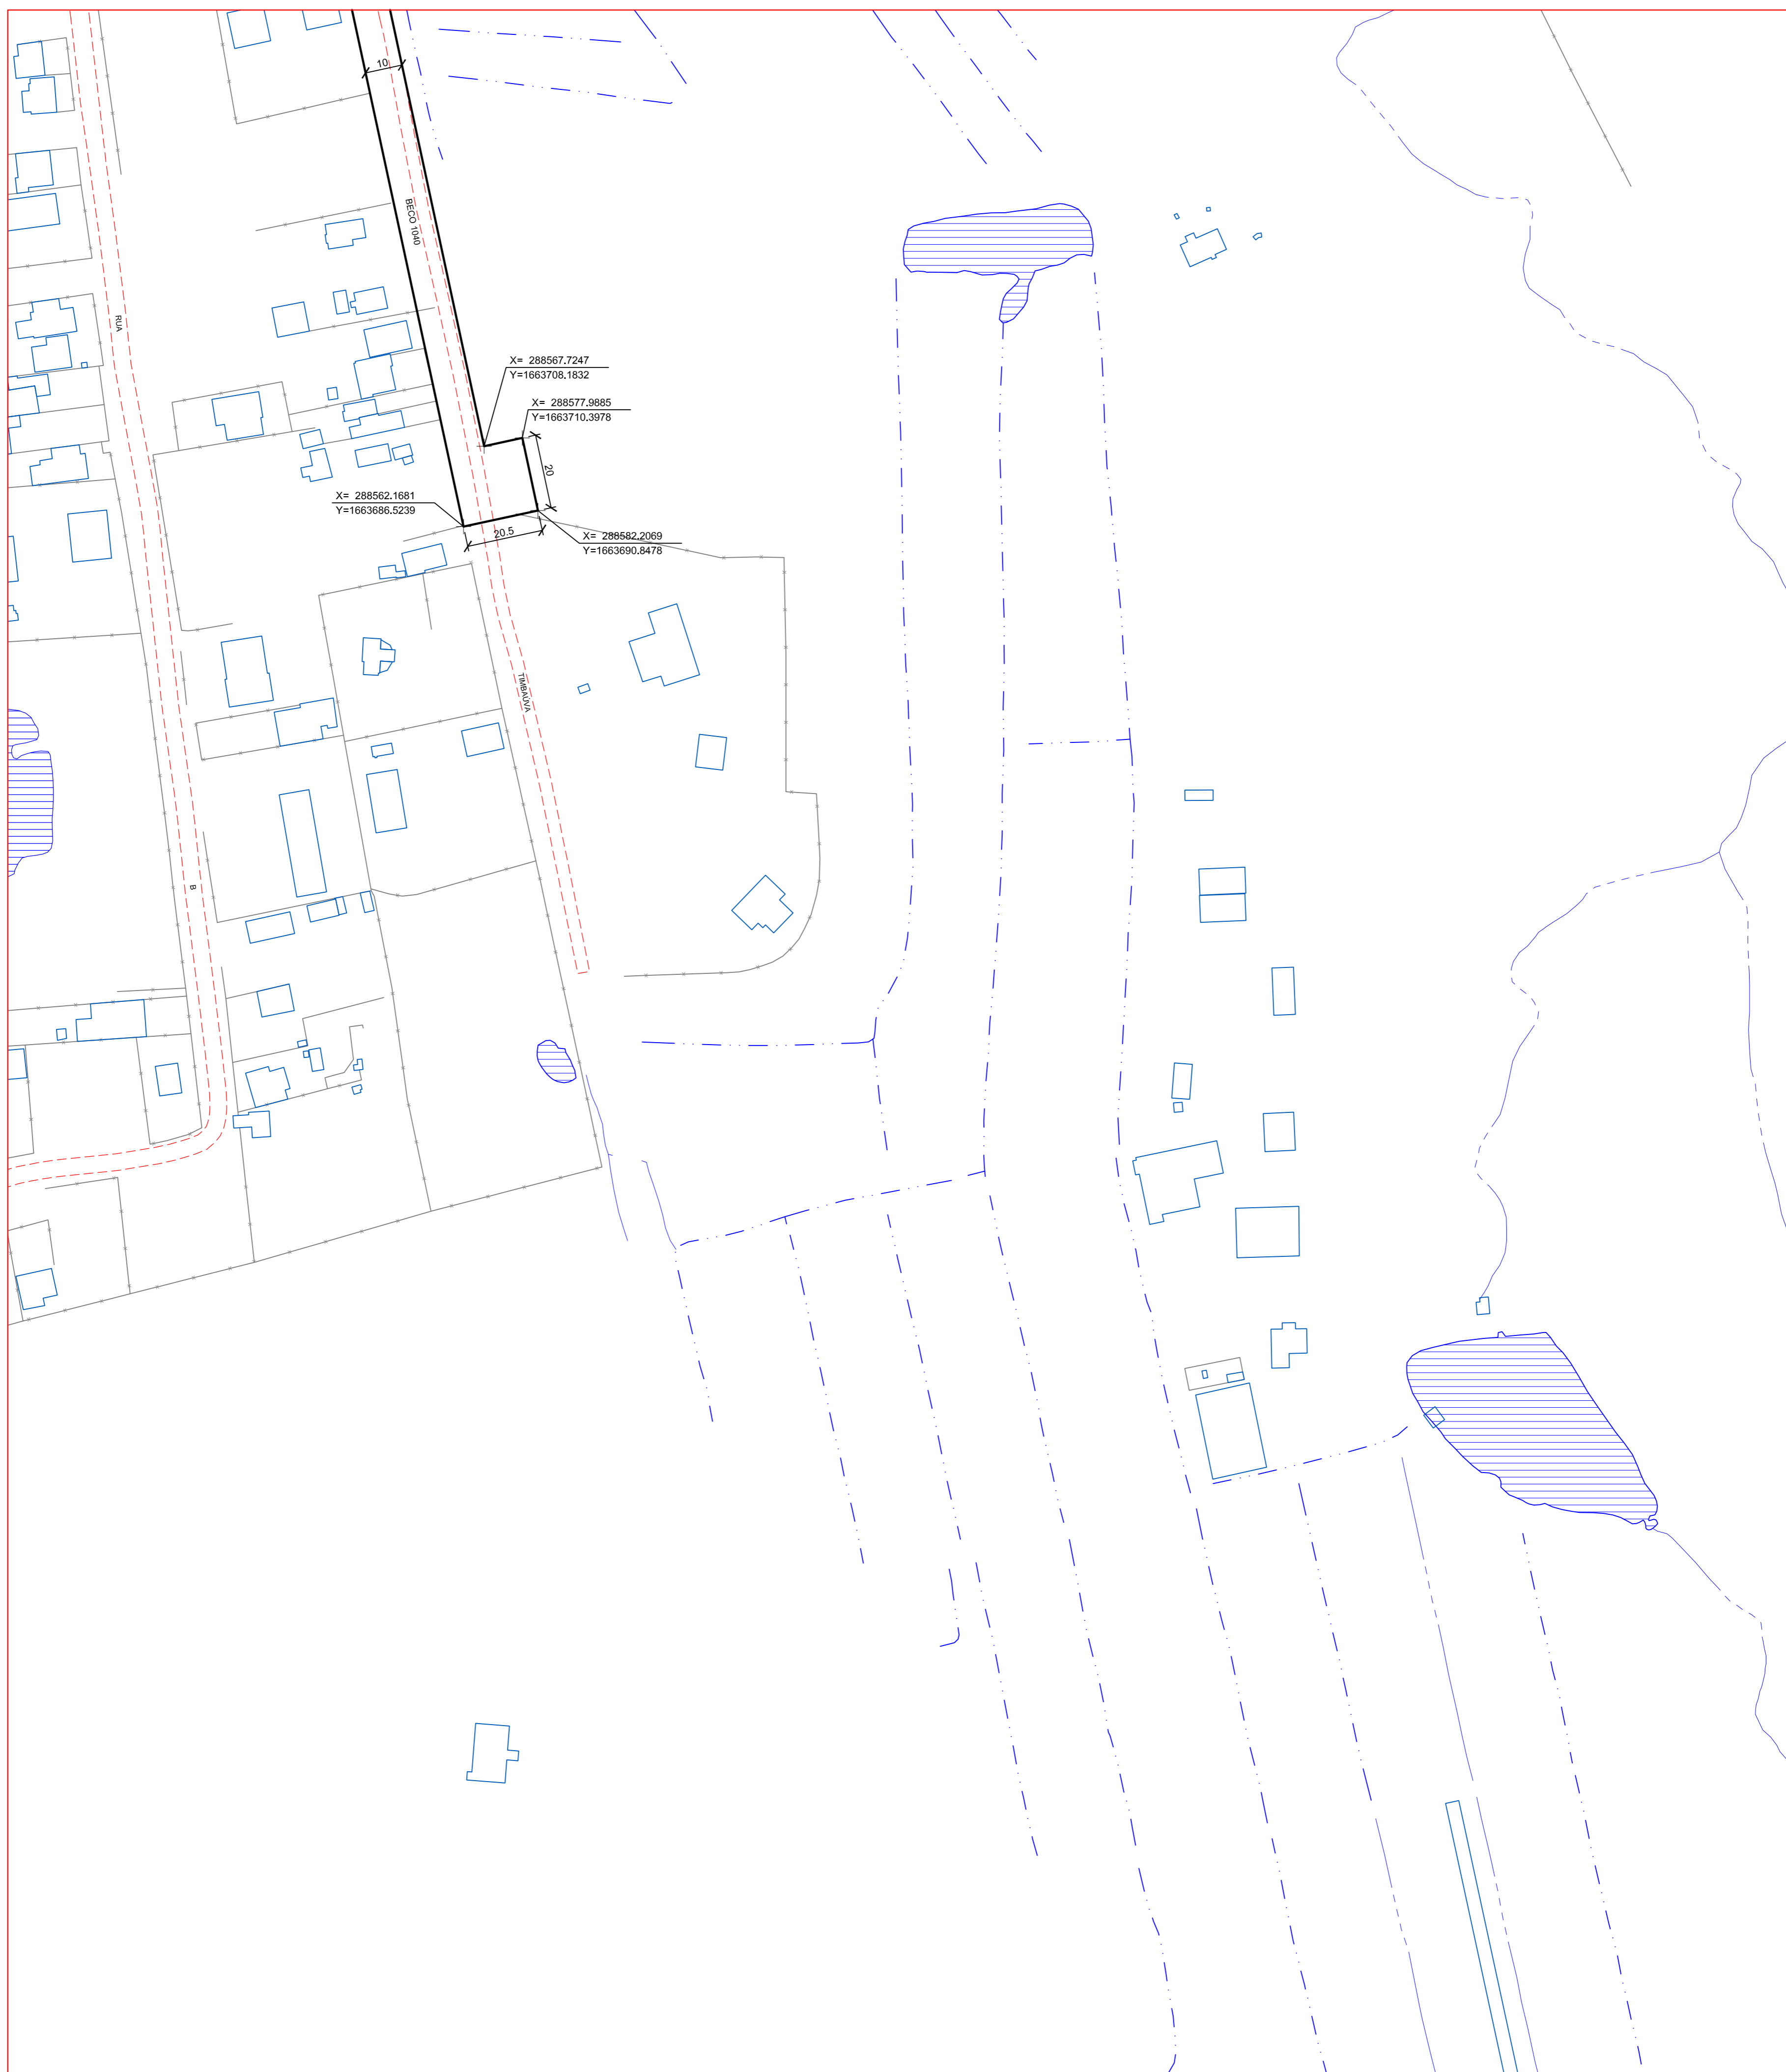 10
BECO 1040
RUA
X= 288567.7247
Y=1663708.1832
X= 288577.9885
Y=1663710.3978
20
X= 288562.1681
Y=1663686.5239
20.5
X= 288582.2069
Y=1663690.8478
TIMBAÚVA
B